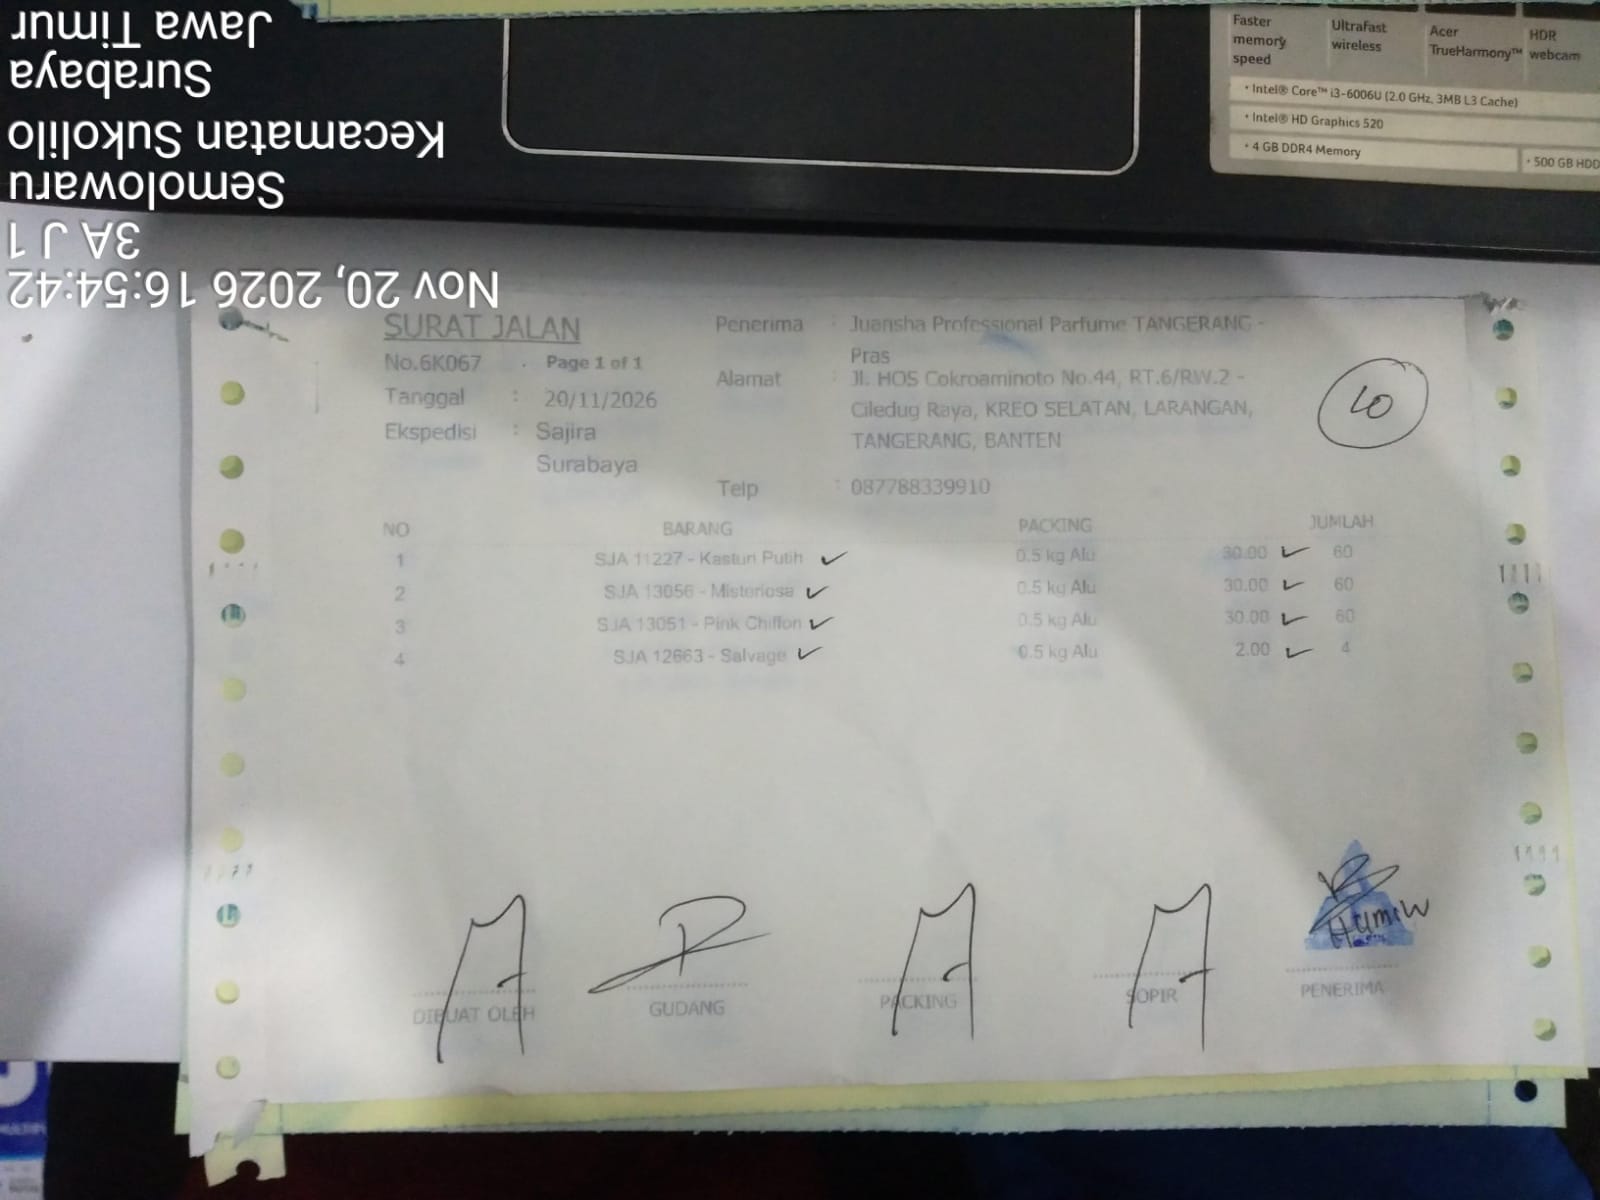 Nov 20, 2026 16:54:42
3A J 1
Semolowaru
Kecamatan Sukolilo
Surabaya
Jawa Timur
Faster memory speed
Ultrafast wireless
Acer TrueHarmony™
HDR webcam
• Intel® Core™ i3-6006U (2.0 GHz, 3MB L3 Cache)
• Intel® HD Graphics 520
• 4 GB DDR4 Memory
• 500 GB HDD
SURAT JALAN
No.6K067 . Page 1 of 1
Tanggal : 20/11/2026
Ekspedisi : Sajira
Surabaya
Penerima : Juansha Professional Parfume TANGERANG -
Pras
Alamat : Jl. HOS Cokroaminoto No.44, RT.6/RW.2 -
Ciledug Raya, KREO SELATAN, LARANGAN,
TANGERANG, BANTEN
Telp : 087788339910
10
NO BARANG PACKING JUMLAH
1 SJA 11227 - Kasturi Putih ✓ 0.5 kg Alu 30.00 ✓ 60
2 SJA 13056 - Misteriosa ✓ 0.5 kg Alu 30.00 ✓ 60
3 SJA 13051 - Pink Chiffon ✓ 0.5 kg Alu 30.00 ✓ 60
4 SJA 12663 - Salvage ✓ 0.5 kg Alu 2.00 ✓ 4
DIBUAT OLEH GUDANG PACKING SOPIR PENERIMA